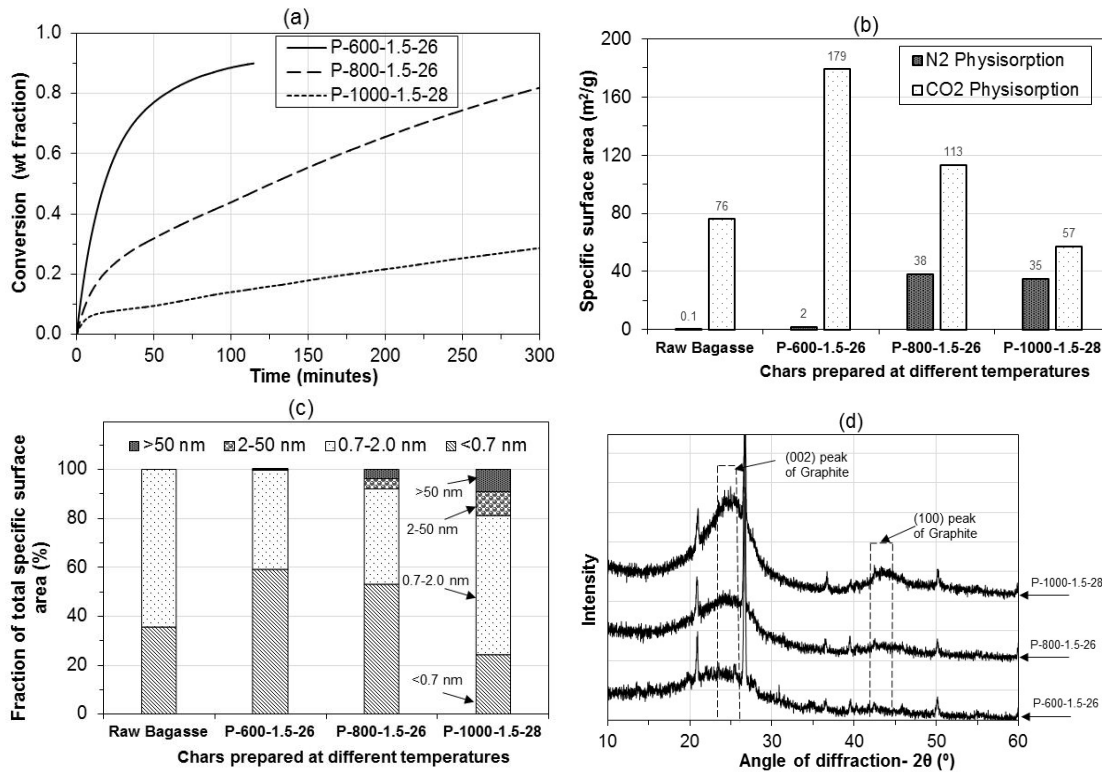 (a)
P-600-1.5-26
P-800-1.5-26
P-1000-1.5-28
1.0
0.8
0.6
0.4
0.2
0.0
Conversion (wt fraction)
0 50 100 150 200 250 300
Time (minutes)
(b)
N2 Physisorption
CO2 Physisorption
200
160
120
80
40
0
Specific surface area (m²/g)
0.1
76
2
179
38
113
35
57
Raw Bagasse P-600-1.5-26 P-800-1.5-26 P-1000-1.5-28
Chars prepared at different temperatures
(c)
>50 nm 2-50 nm 0.7-2.0 nm <0.7 nm
100
80
60
40
20
0
Fraction of total specific surface
area (%)
>50 nm
2-50 nm
0.7-2.0 nm
<0.7 nm
Raw Bagasse P-600-1.5-26 P-800-1.5-26 P-1000-1.5-28
Chars prepared at different temperatures
(d)
(002) peak
of Graphite
(100) peak
of Graphite
P-1000-1.5-28
P-800-1.5-26
P-600-1.5-26
Intensity
10 20 30 40 50 60
Angle of diffraction- 2θ (º)